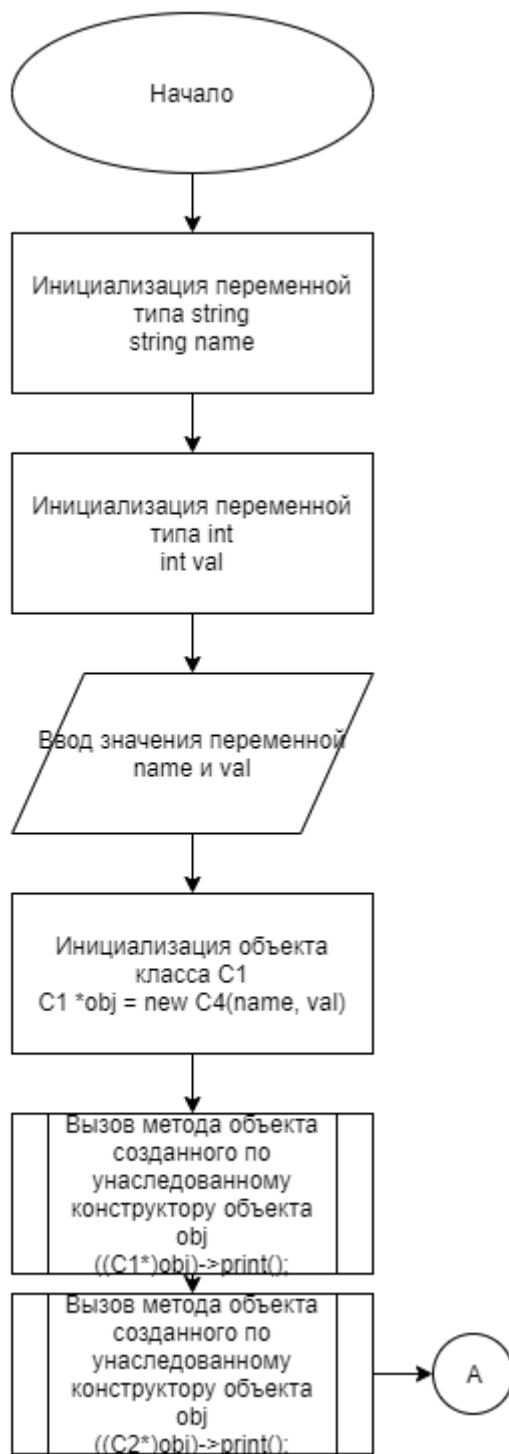 Начало
Инициализация переменной
типа string
string name
Инициализация переменной
типа int
int val
Ввод значения переменной
name и val
Инициализация объекта
класса C1
C1 *obj = new C4(name, val)
Вызов метода объекта
созданного по
унаследованному
конструктору объекта
obj
((C1*)obj)->print();
Вызов метода объекта
созданного по
унаследованному
конструктору объекта
obj
((C2*)obj)->print();
A